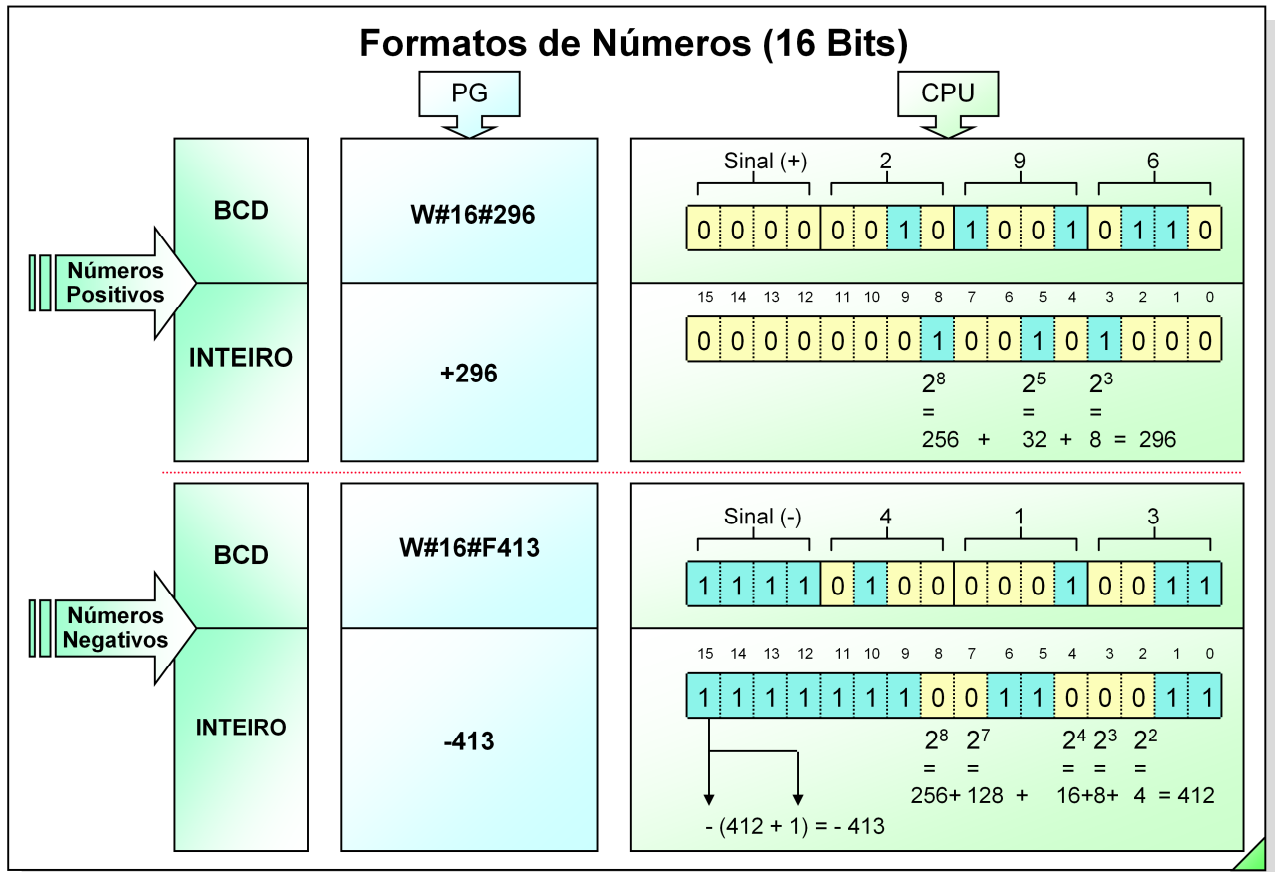 Formatos de Números (16 Bits)
PG
CPU
Números
Positivos
BCD
W#16#296
Sinal (+) 2 9 6
0 0 0 0 0 0 1 0 1 0 0 1 0 1 1 0
INTEIRO
+296
15 14 13 12 11 10 9 8 7 6 5 4 3 2 1 0
0 0 0 0 0 0 0 1 0 0 1 0 1 0 0 0
2⁸ 2⁵ 2³
= = =
256 + 32 + 8 = 296
Números
Negativos
BCD
W#16#F413
Sinal (-) 4 1 3
1 1 1 1 0 1 0 0 0 0 0 1 0 0 1 1
INTEIRO
-413
15 14 13 12 11 10 9 8 7 6 5 4 3 2 1 0
1 1 1 1 1 1 1 0 0 1 1 0 0 0 1 1
2⁸ 2⁷ 2⁴ 2³ 2²
= = = = =
256+ 128 + 16+8+ 4 = 412
- (412 + 1) = - 413